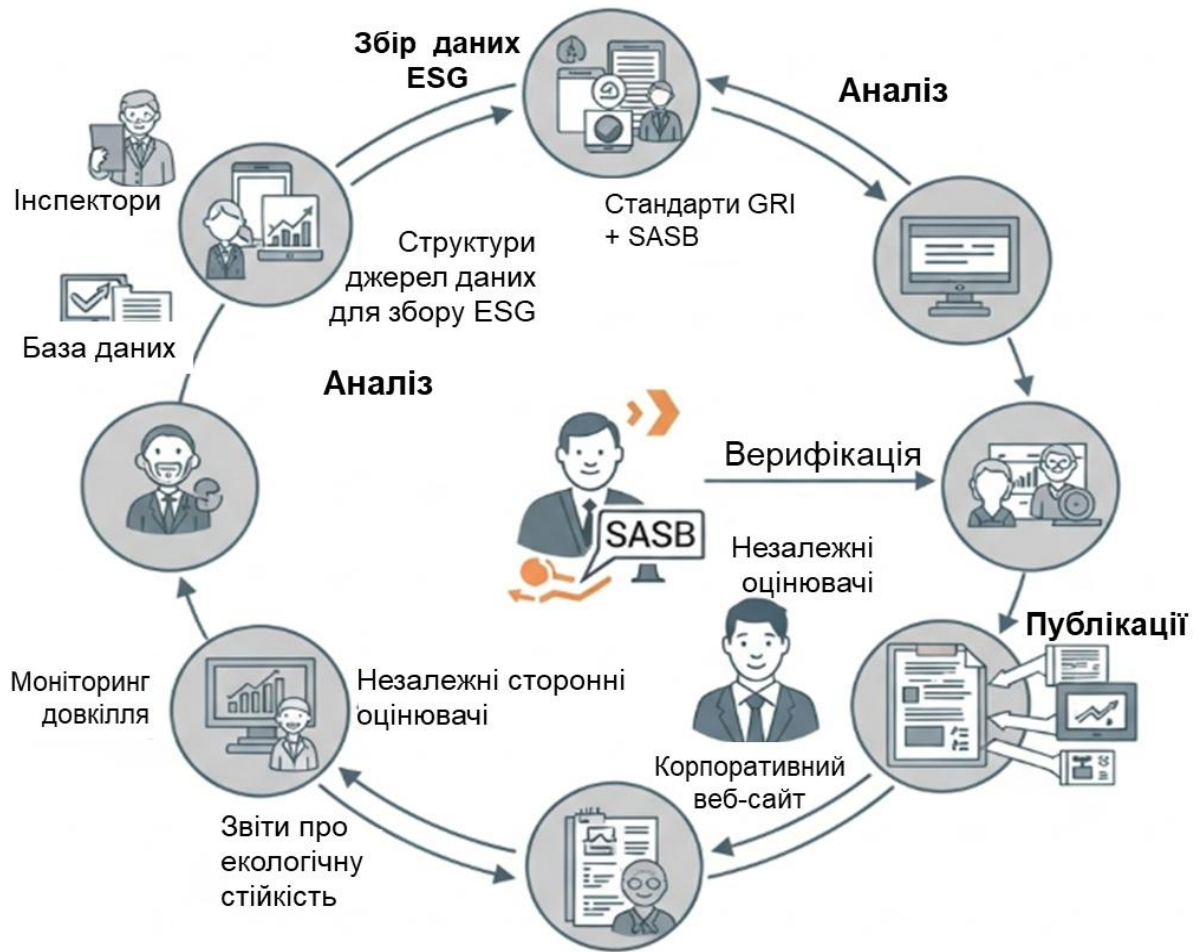 Збір даних
ESG
Аналіз
Інспектори
Стандарти GRI
+ SASB
Структури
джерел даних
для збору ESG
База даних
Аналіз
Верифікація
SASB
Незалежні
оцінювачі
Публікації
Моніторинг
довкілля
Незалежні сторонні
оцінювачі
Корпоративний
веб-сайт
Звіти про
екологічну
стійкість